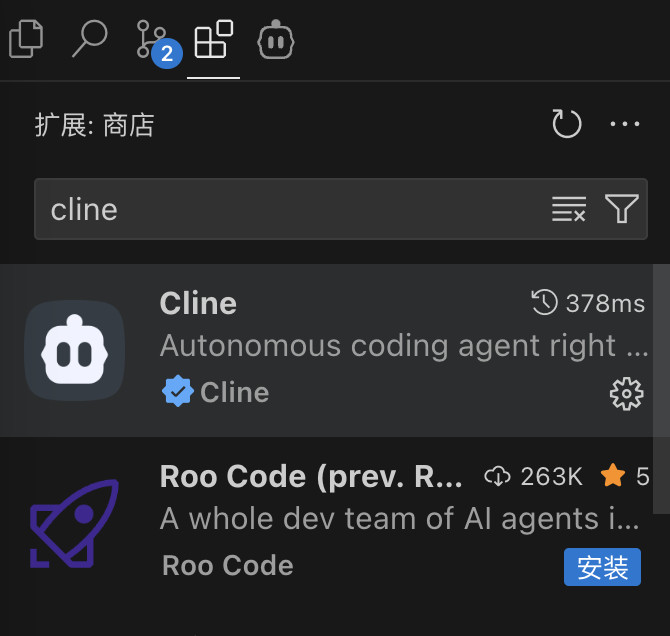 2
扩展: 商店
cline
Cline 378ms
Autonomous coding agent right ...
Cline
Roo Code (prev. R... 263K 5
A whole dev team of AI agents i...
Roo Code 安装